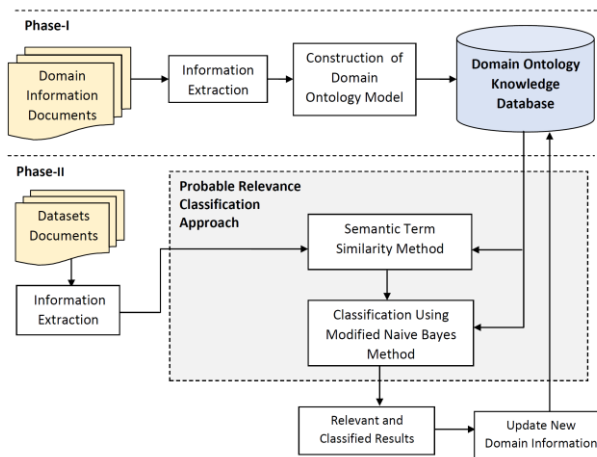 Phase-I
Domain
Information
Documents
Information
Extraction
Construction of
Domain
Ontology Model
Domain Ontology
Knowledge
Database
Phase-II
Datasets
Documents
Information
Extraction
Probable Relevance
Classification
Approach
Semantic Term
Similarity Method
Classification Using
Modified Naive Bayes
Method
Relevant and
Classified Results
Update New
Domain Information